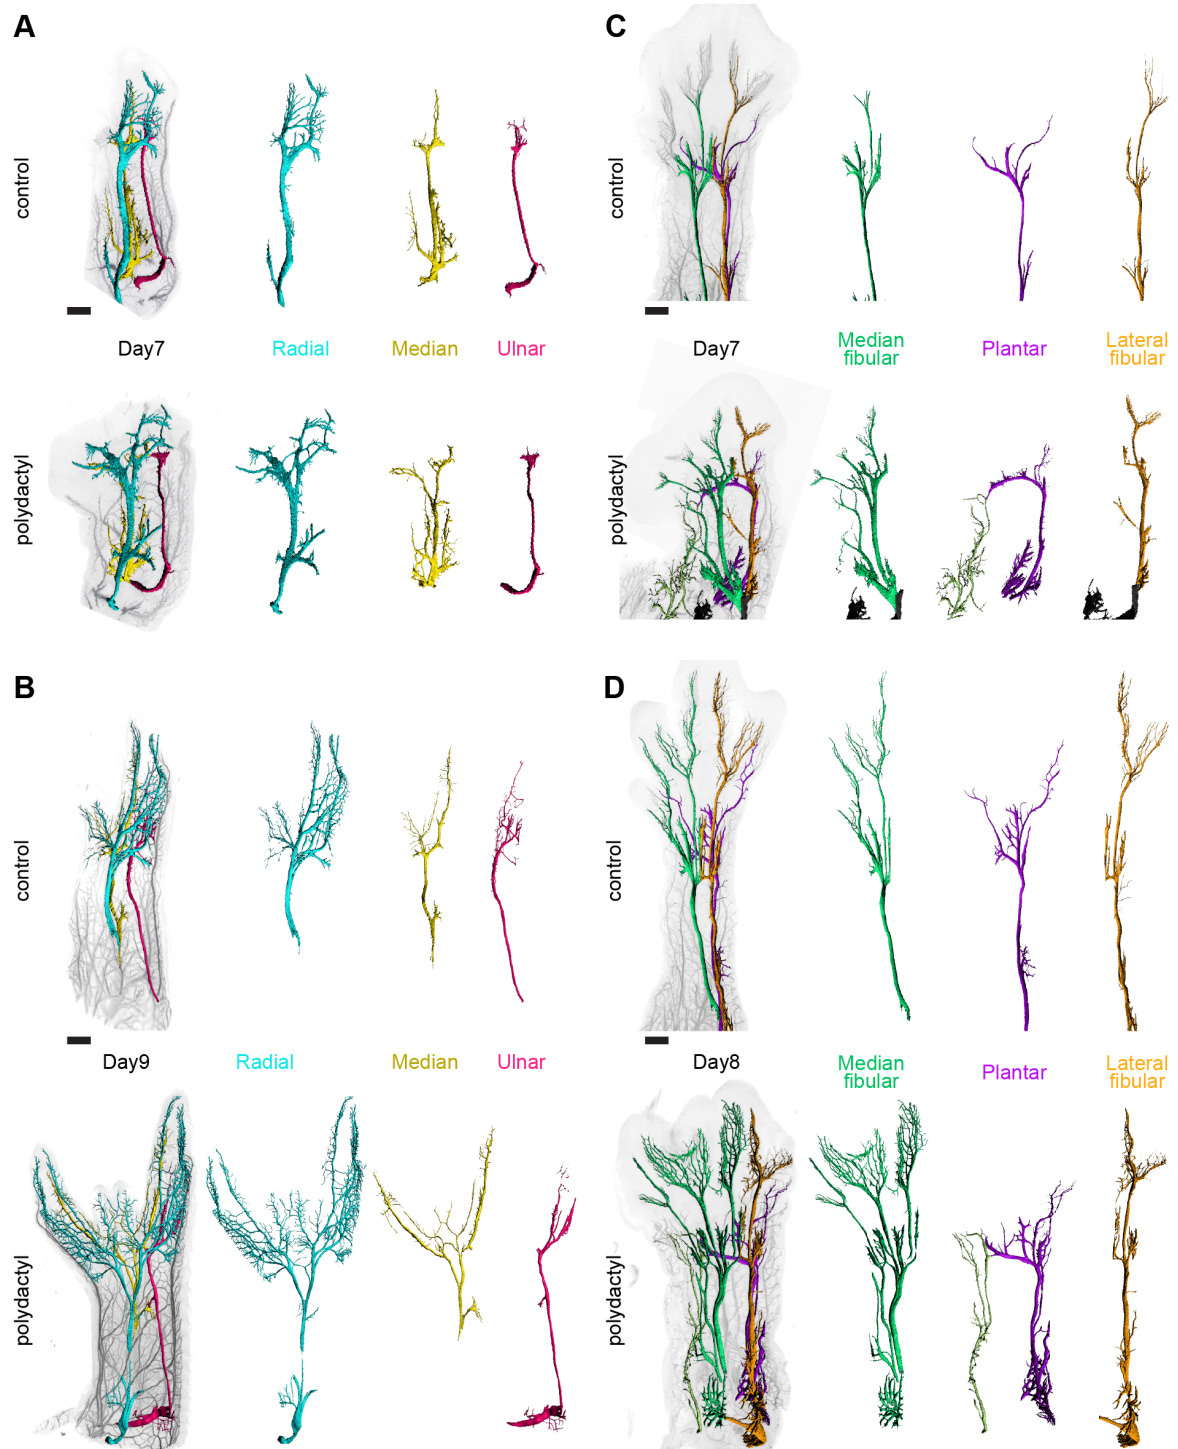 A
control
Day7
Radial
Median
Ulnar
polydactyl
C
control
Day7
Median
fibular
Plantar
Lateral
fibular
polydactyl
B
control
Day9
Radial
Median
Ulnar
polydactyl
D
control
Day8
Median
fibular
Plantar
Lateral
fibular
polydactyl